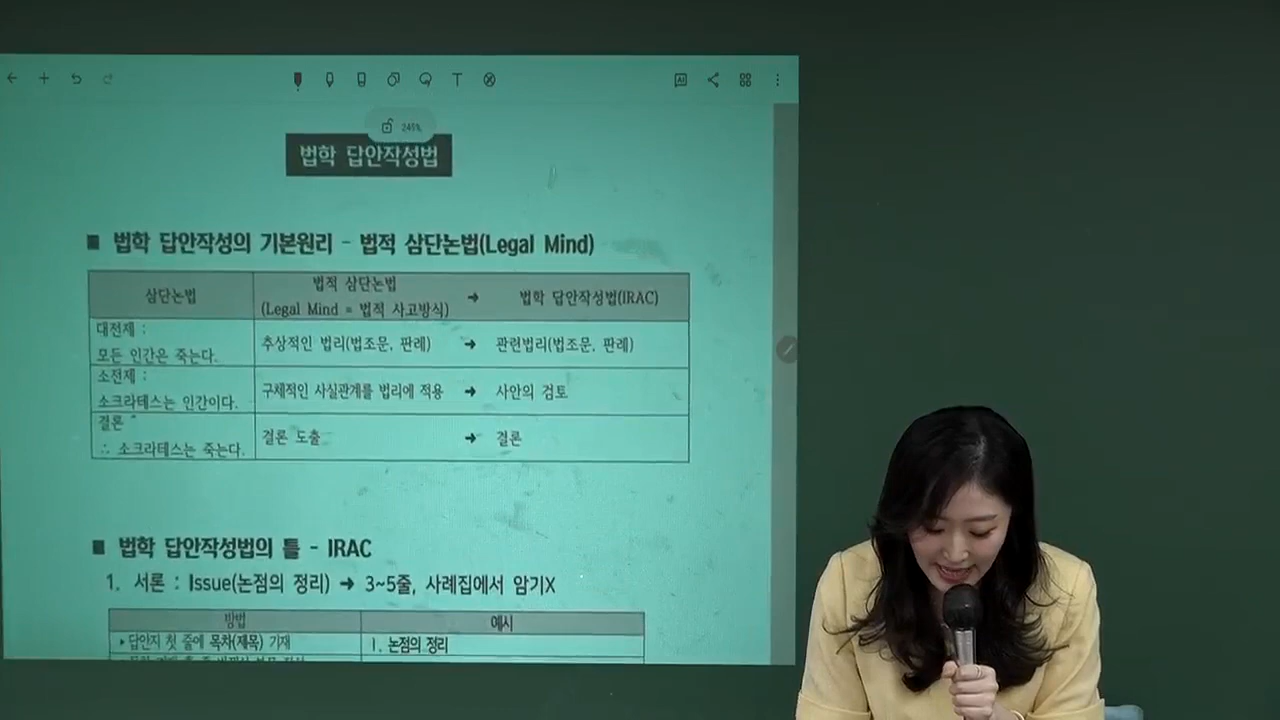 245%
법학 답안작성법
■ 법학 답안작성의 기본원리 - 법적 삼단논법(Legal Mind)
삼단논법
법적 삼단논법
(Legal Mind = 법적 사고방식)
➜
법학 답안작성법(IRAC)
대전제 :
모든 인간은 죽는다.
추상적인 법리(법조문, 판례)
➜
관련법리(법조문, 판례)
소전제 :
소크라테스는 인간이다.
구체적인 사실관계를 법리에 적용
➜
사안의 검토
결론
∴ 소크라테스는 죽는다.
결론 도출
➜
결론
■ 법학 답안작성법의 틀 - IRAC
1. 서론 : Issue(논점의 정리) ➜ 3~5줄, 사례집에서 암기X
방법
예시
▸답안지 첫 줄에 목차(제목) 기재
Ⅰ. 논점의 정리